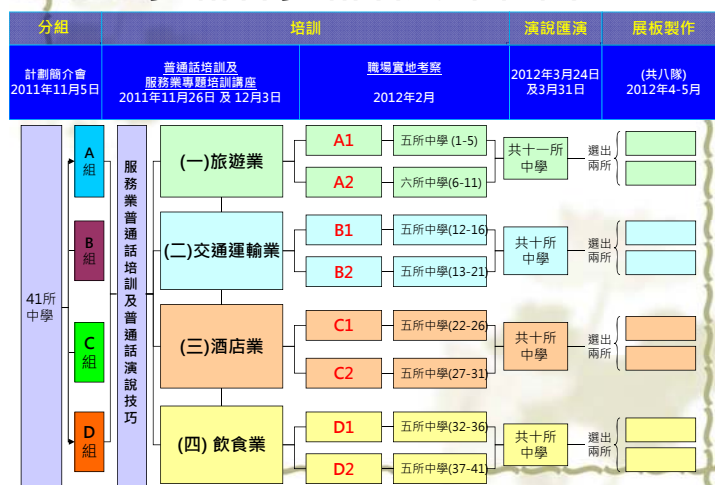 分組
培訓
演說匯演
展板製作
計劃簡介會
2011年11月5日
普通話培訓及
服務業專題培訓講座
2011年11月26日 及 12月3日
職場實地考察
2012年2月
2012年3月24日
及3月31日
(共八隊)
2012年4-5月
41所
中學
A
組
B
組
C
組
D
組
服務業普通話培訓及普通話演說技巧
(一)旅遊業
A1
五所中學 (1-5)
A2
六所中學(6-11)
共十一所
中學
選出
兩所
(二)交通運輸業
B1
五所中學(12-16)
B2
五所中學(13-21)
共十所
中學
選出
兩所
(三)酒店業
C1
五所中學(22-26)
C2
五所中學(27-31)
共十所
中學
選出
兩所
(四) 飲食業
D1
五所中學(32-36)
D2
五所中學(37-41)
共十所
中學
選出
兩所